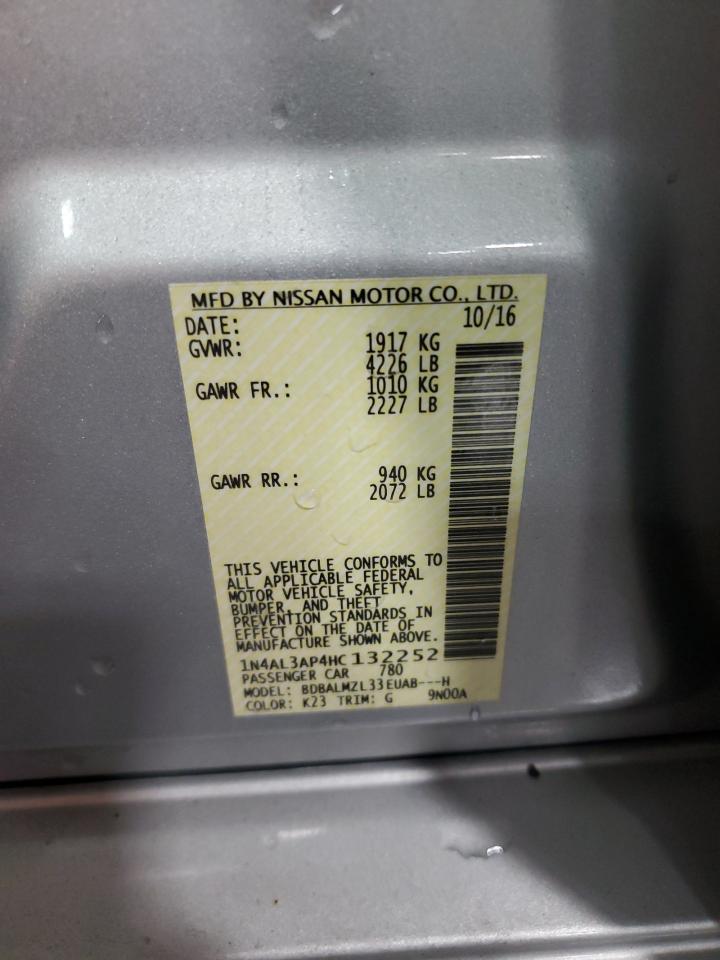 MFD BY NISSAN MOTOR CO., LTD.
DATE: 10/16
GVWR: 1917 KG
4226 LB
GAWR FR.: 1010 KG
2227 LB
GAWR RR.: 940 KG
2072 LB
THIS VEHICLE CONFORMS TO
ALL APPLICABLE FEDERAL
MOTOR VEHICLE SAFETY,
BUMPER, AND THEFT
PREVENTION STANDARDS IN
EFFECT ON THE DATE OF
MANUFACTURE SHOWN ABOVE.
1N4AL3AP4HC132252
PASSENGER CAR 780
MODEL: BDBALMZL33EUAB---H
COLOR: K23 TRIM: G 9N00A